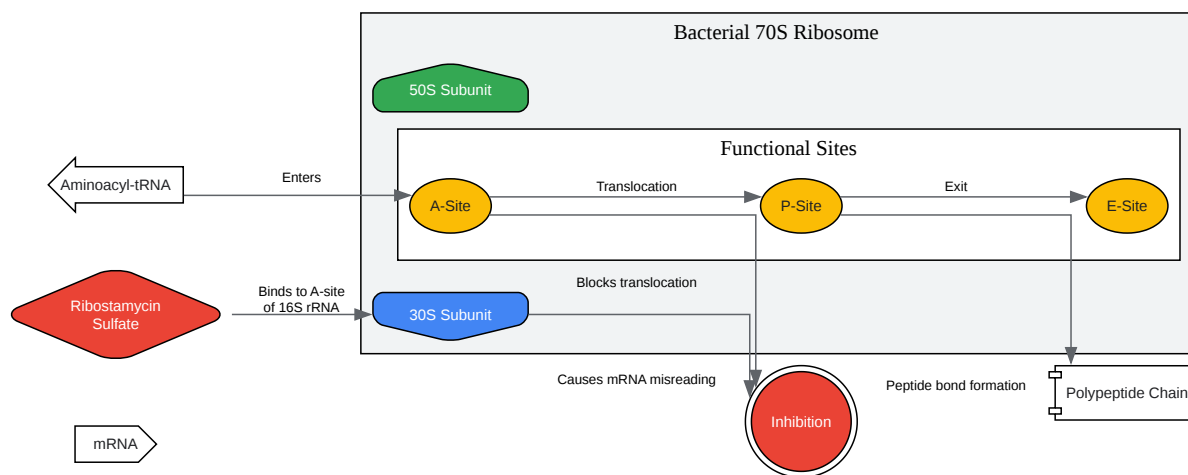 Bacterial 70S Ribosome
50S Subunit
Functional Sites
Aminoacyl-tRNA
Enters
A-Site
Translocation
P-Site
Exit
E-Site
Ribostamycin
Sulfate
Binds to A-site
of 16S rRNA
30S Subunit
Blocks translocation
Causes mRNA misreading
Inhibition
Peptide bond formation
Polypeptide Chain
mRNA